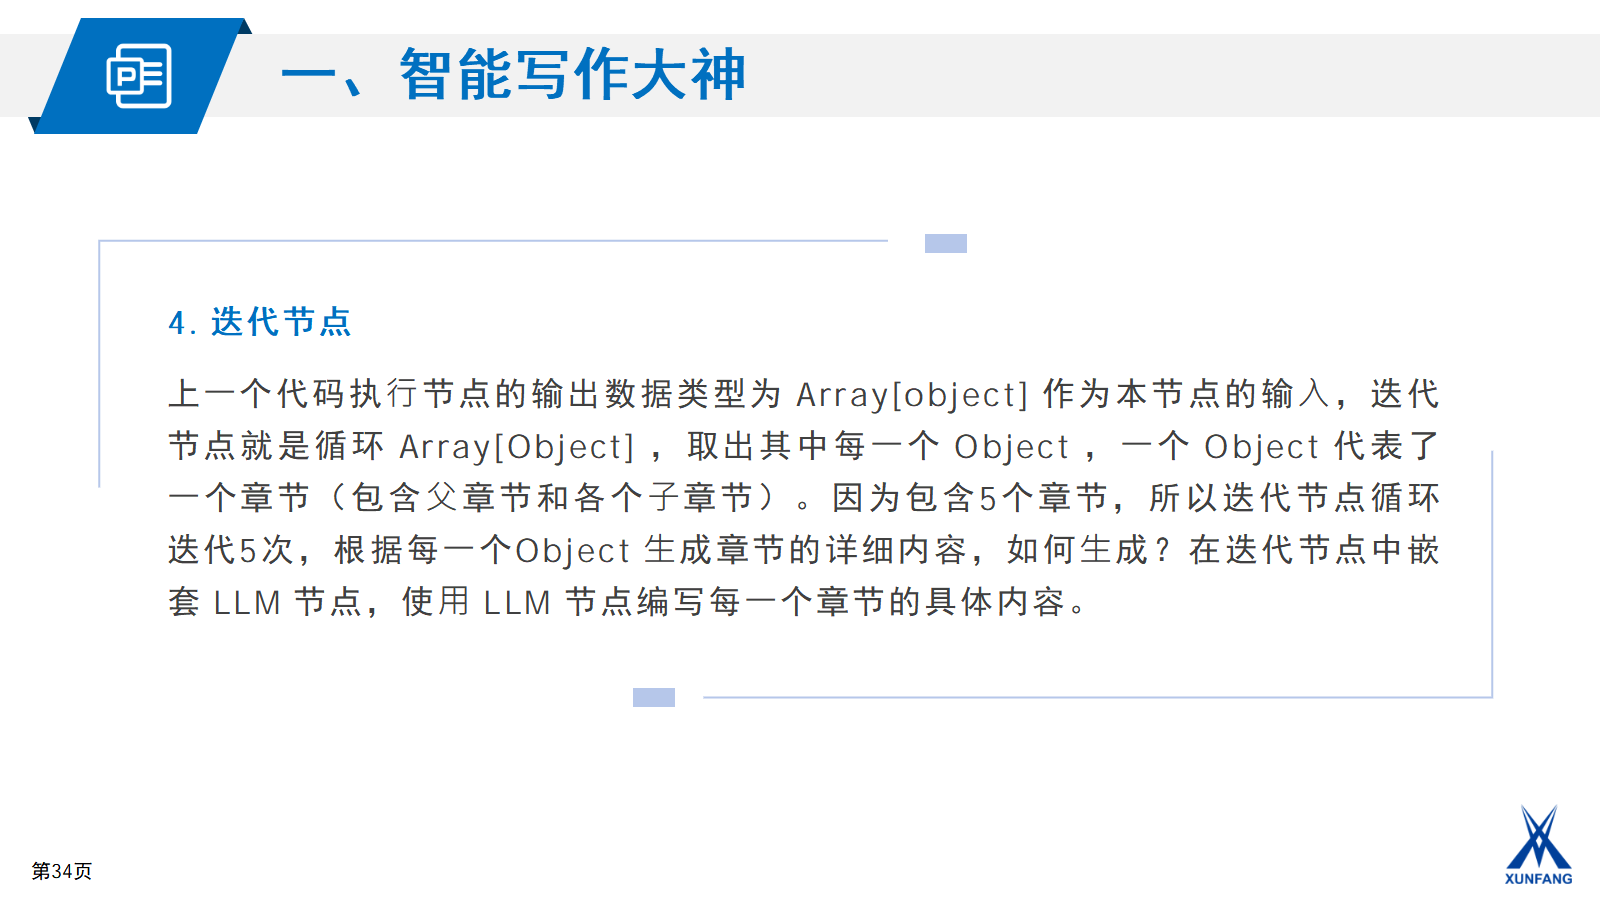 一、智能写作大神
4. 迭代节点
上一个代码执行节点的输出数据类型为 Array[object] 作为本节点的输入，迭代
节点就是循环 Array[Object] ，取出其中每一个 Object ，一个 Object 代表了
一个章节（包含父章节和各个子章节）。因为包含5个章节，所以迭代节点循环
迭代5次，根据每一个Object 生成章节的详细内容，如何生成？在迭代节点中嵌
套 LLM 节点，使用 LLM 节点编写每一个章节的具体内容。
第34页
XUNFANG